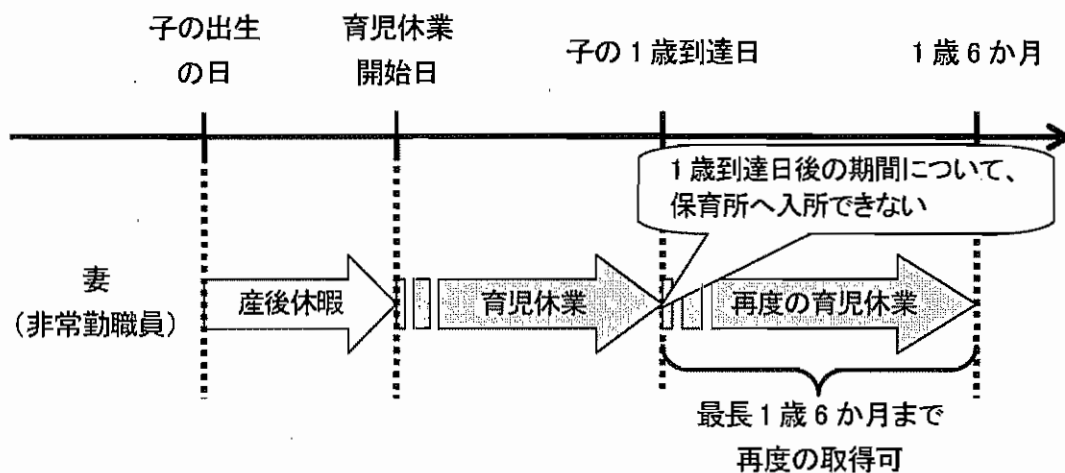 子の出生
の日
育児休業
開始日
子の1歳到達日
1歳6か月
1歳到達日後の期間について、
保育所へ入所できない
妻
（非常勤職員）
産後休暇
育児休業
再度の育児休業
最長1歳6か月まで
再度の取得可